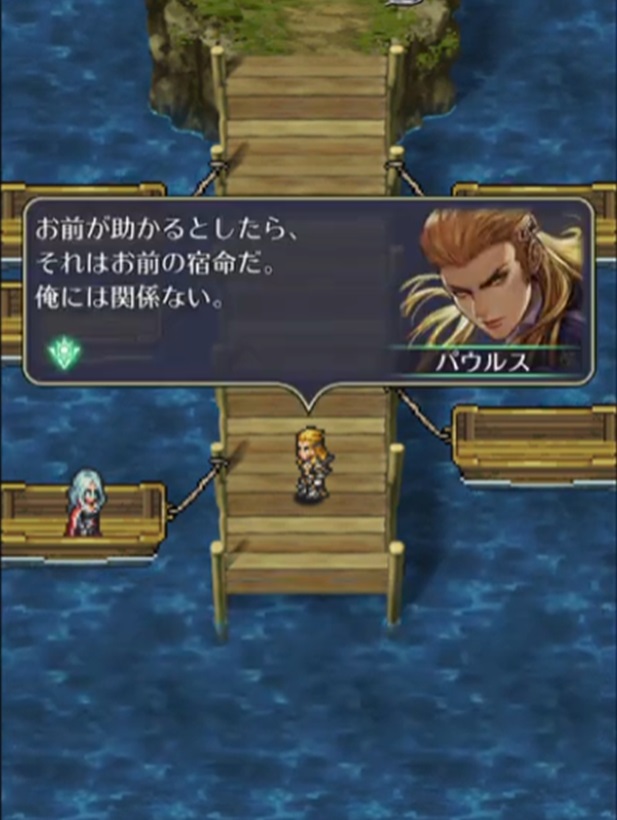 お前が助かるとしたら、
それはお前の宿命だ。
俺には関係ない。
パウルス